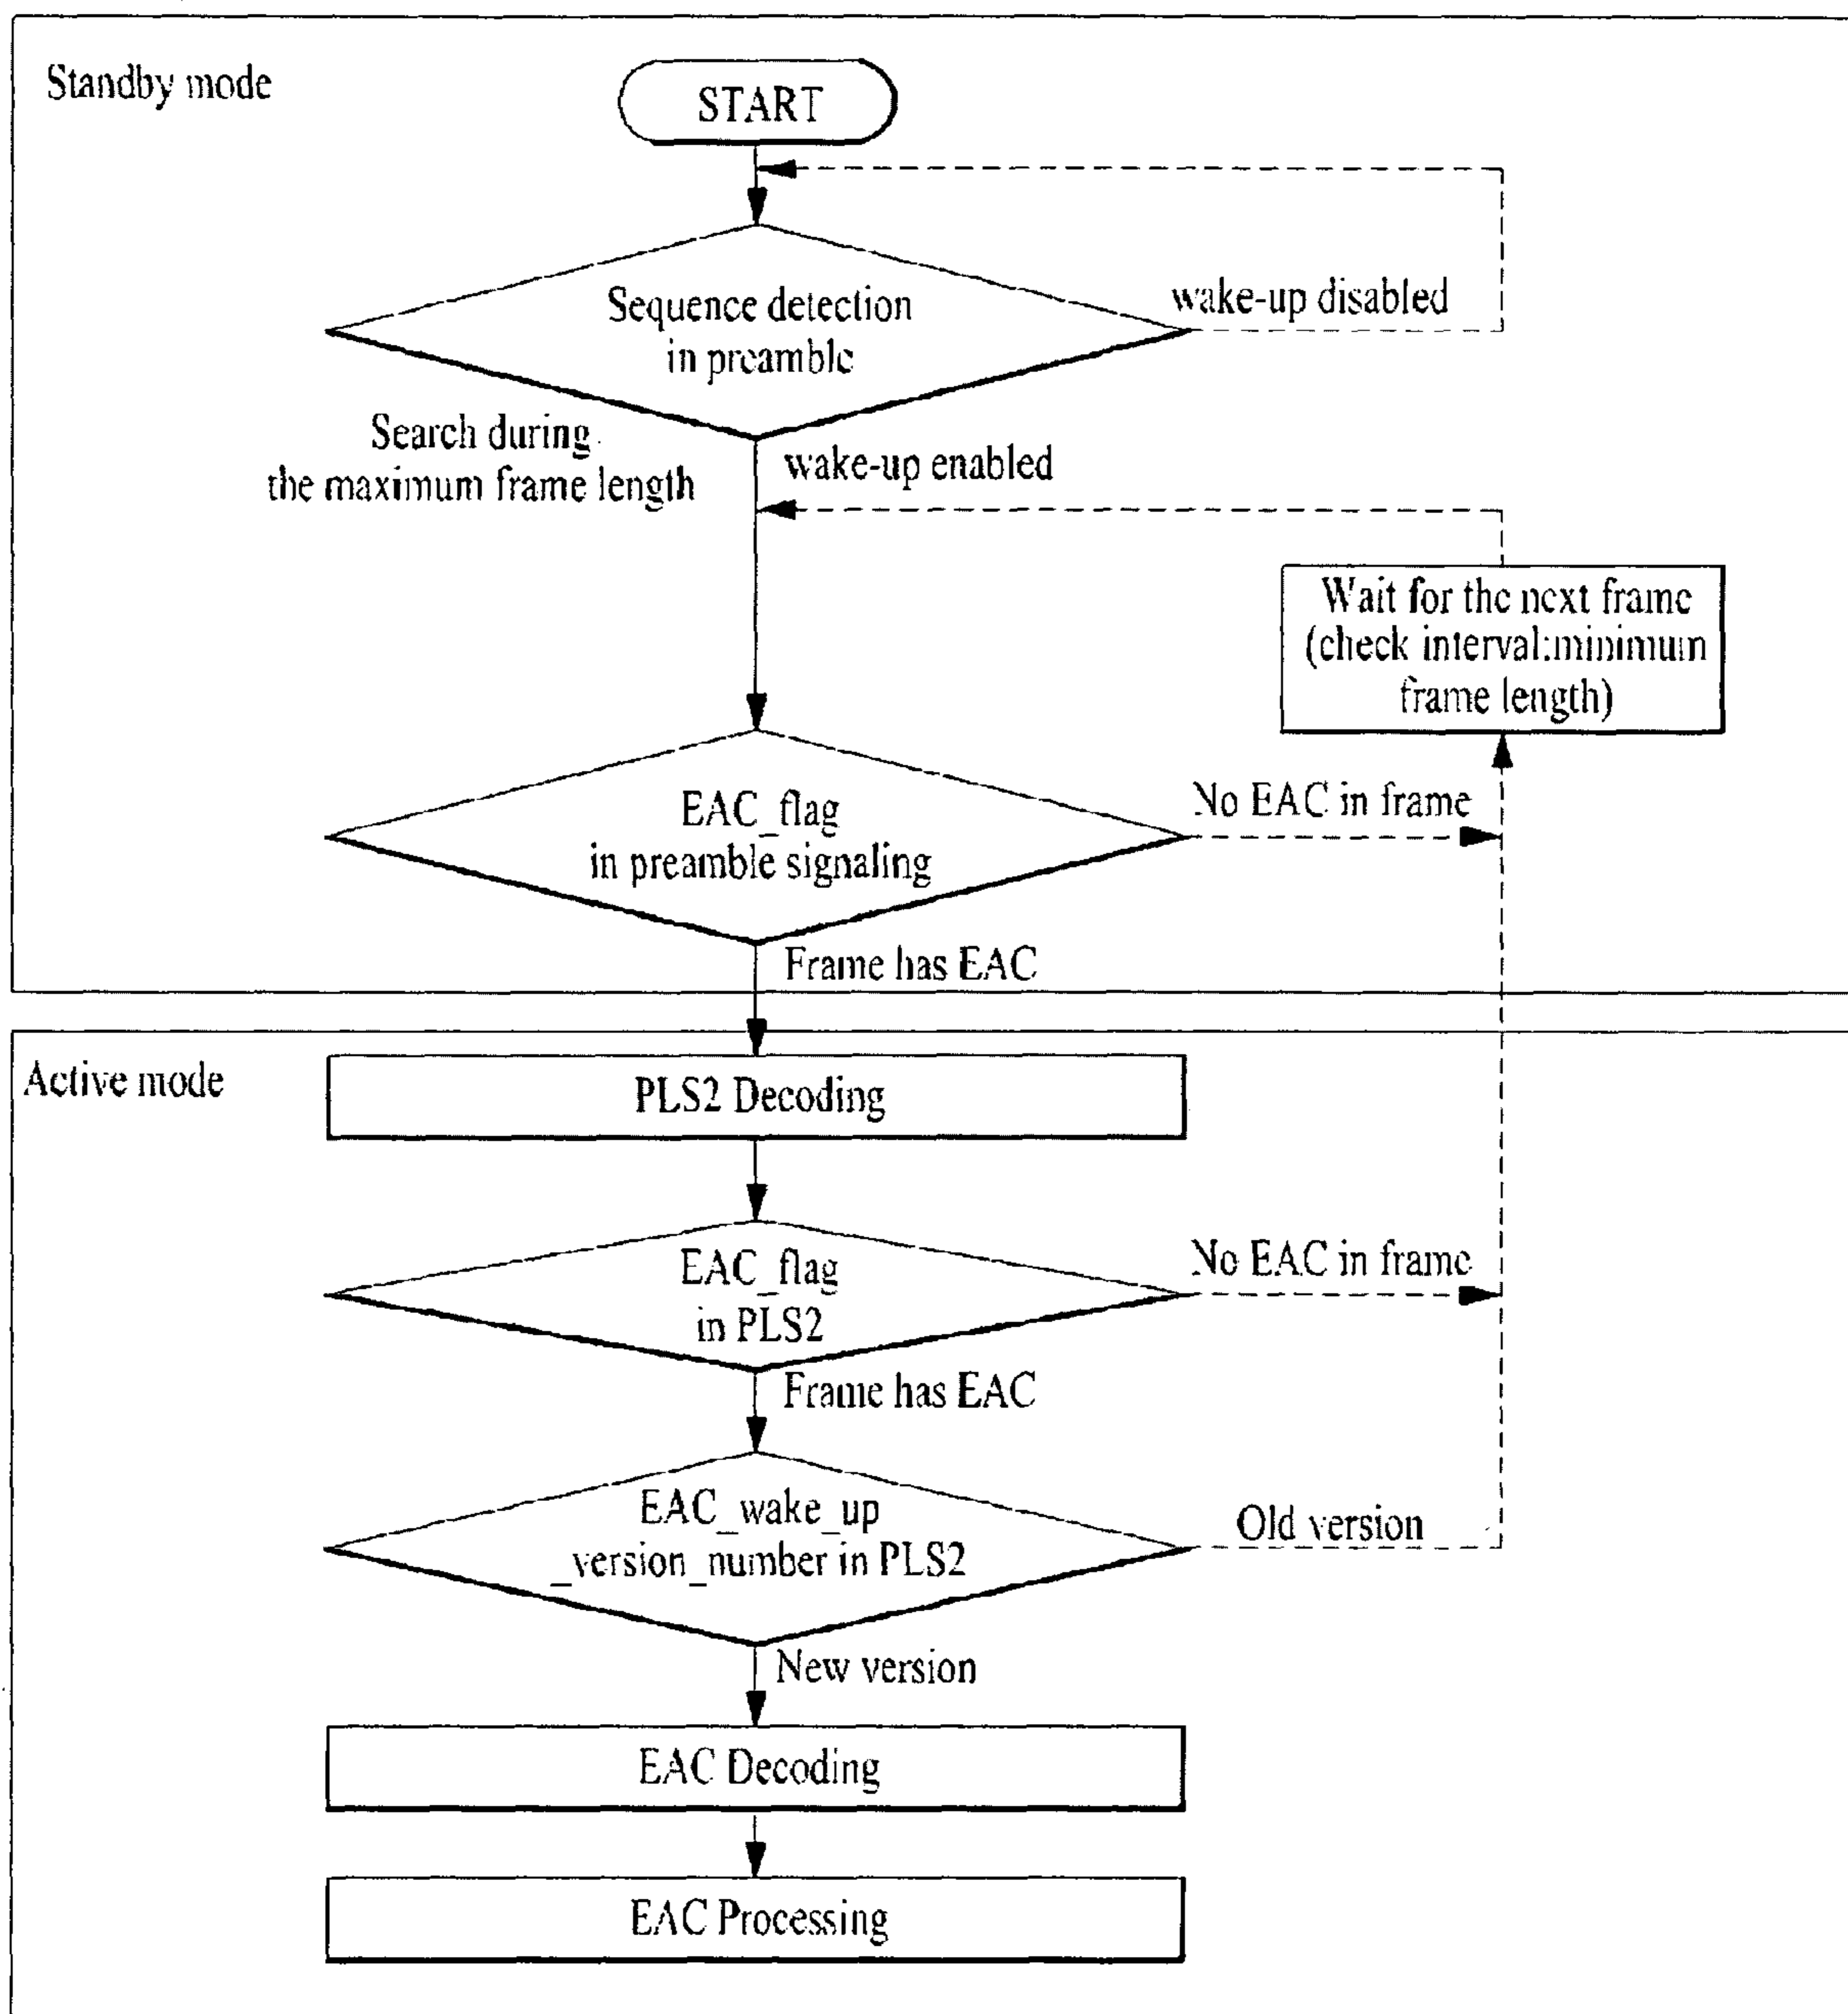 Standby mode
START
Sequence detection
in preamble
wake-up disabled
Search during
the maximum frame length
wake-up enabled
Wait for the next frame
(check interval:minimum
frame length)
EAC_flag
in preamble signaling
No EAC in frame
Frame has EAC
Active mode
PLS2 Decoding
EAC_flag
in PLS2
No EAC in frame
Frame has EAC
EAC_wake_up
_version_number in PLS2
Old version
New version
EAC Decoding
EAC Processing